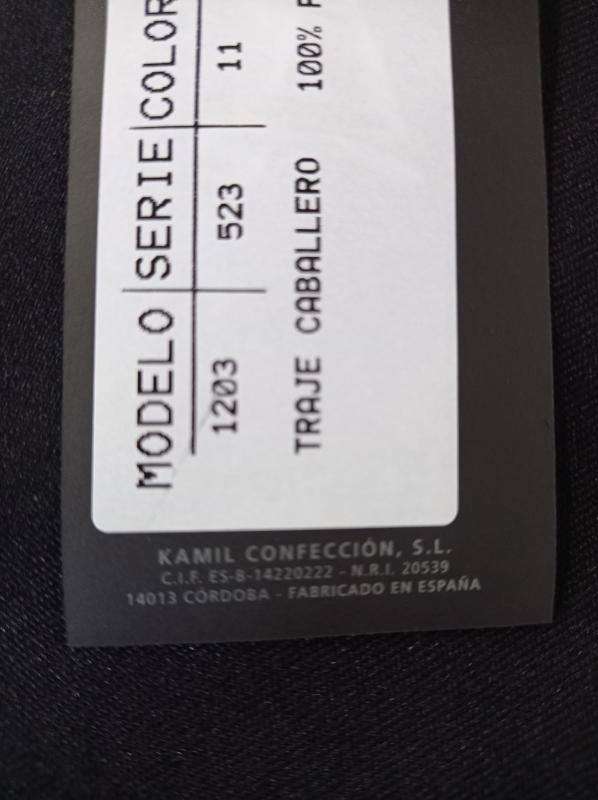 MODELO SERIE COLOR
1203 523 11
TRAJE CABALLERO 100%
KAMIL CONFECCIÓN, S.L.
C.I.F. ES-B-14220222 - N.R.I. 20539
14013 CÓRDOBA - FABRICADO EN ESPAÑA